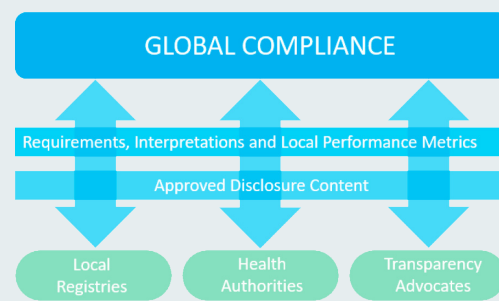 GLOBAL COMPLIANCE
Requirements, Interpretations and Local Performance Metrics
Approved Disclosure Content
Local
Registries
Health
Authorities
Transparency
Advocates